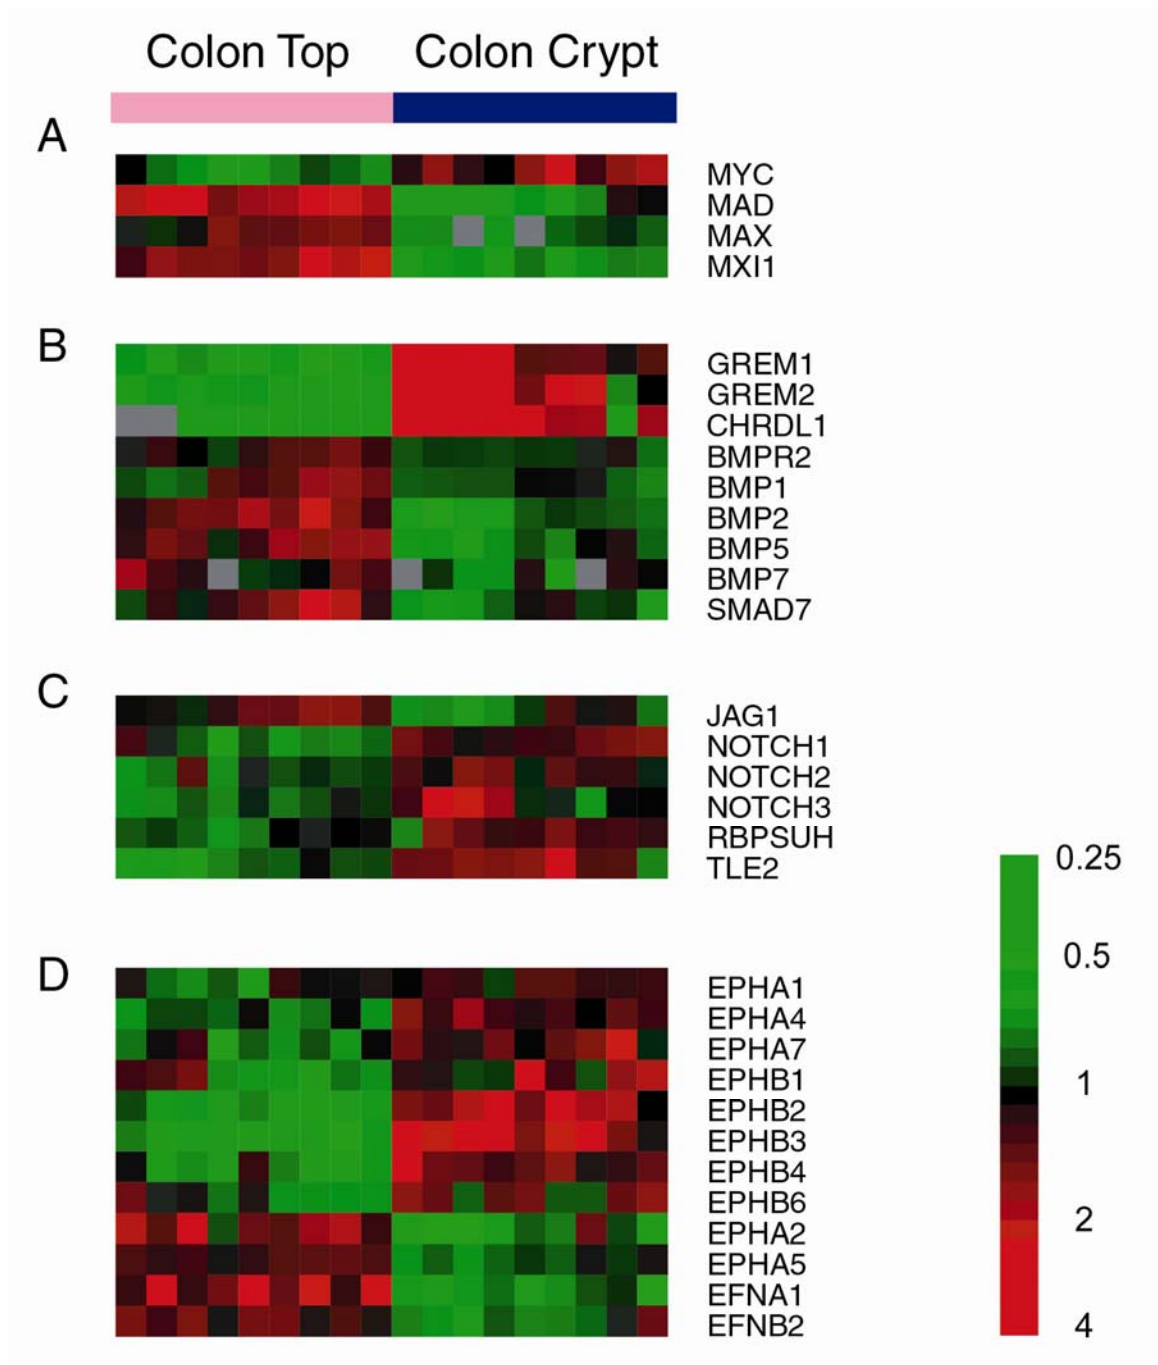 Colon Top Colon Crypt
A
MYC
MAD
MAX
MXI1
B
GREM1
GREM2
CHRDL1
BMPR2
BMP1
BMP2
BMP5
BMP7
SMAD7
C
JAG1
NOTCH1
NOTCH2
NOTCH3
RBPSUH
TLE2
D
EPHA1
EPHA4
EPHA7
EPHB1
EPHB2
EPHB3
EPHB4
EPHB6
EPHA2
EPHA5
EFNA1
EFNB2
0.25
0.5
1
2
4